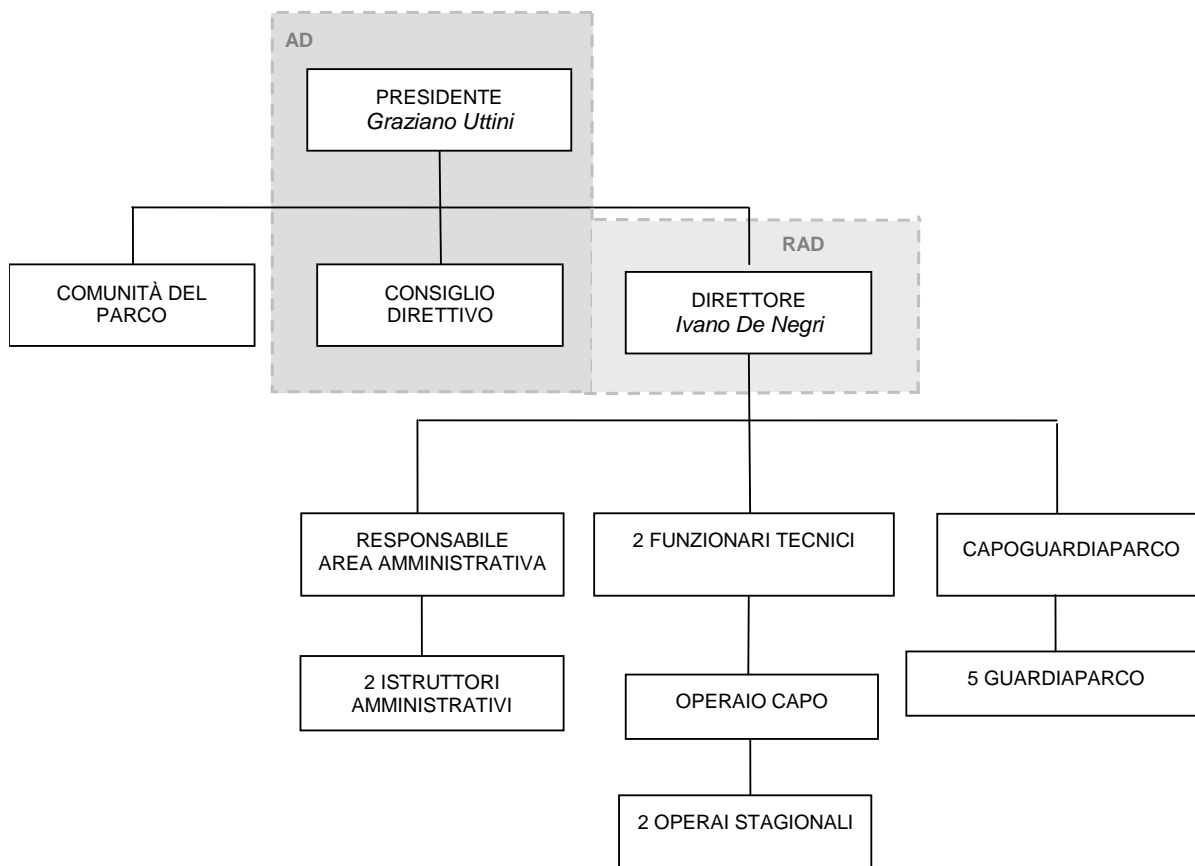 AD
PRESIDENTE
Graziano Uttini
RAD
COMUNITÀ DEL
PARCO
CONSIGLIO
DIRETTIVO
DIRETTORE
Ivano De Negri
RESPONSABILE
AREA AMMINISTRATIVA
2 FUNZIONARI TECNICI
CAPOGUARDIAPARCO
2 ISTRUTTORI
AMMINISTRATIVI
OPERAIO CAPO
5 GUARDIAPARCO
2 OPERAI STAGIONALI